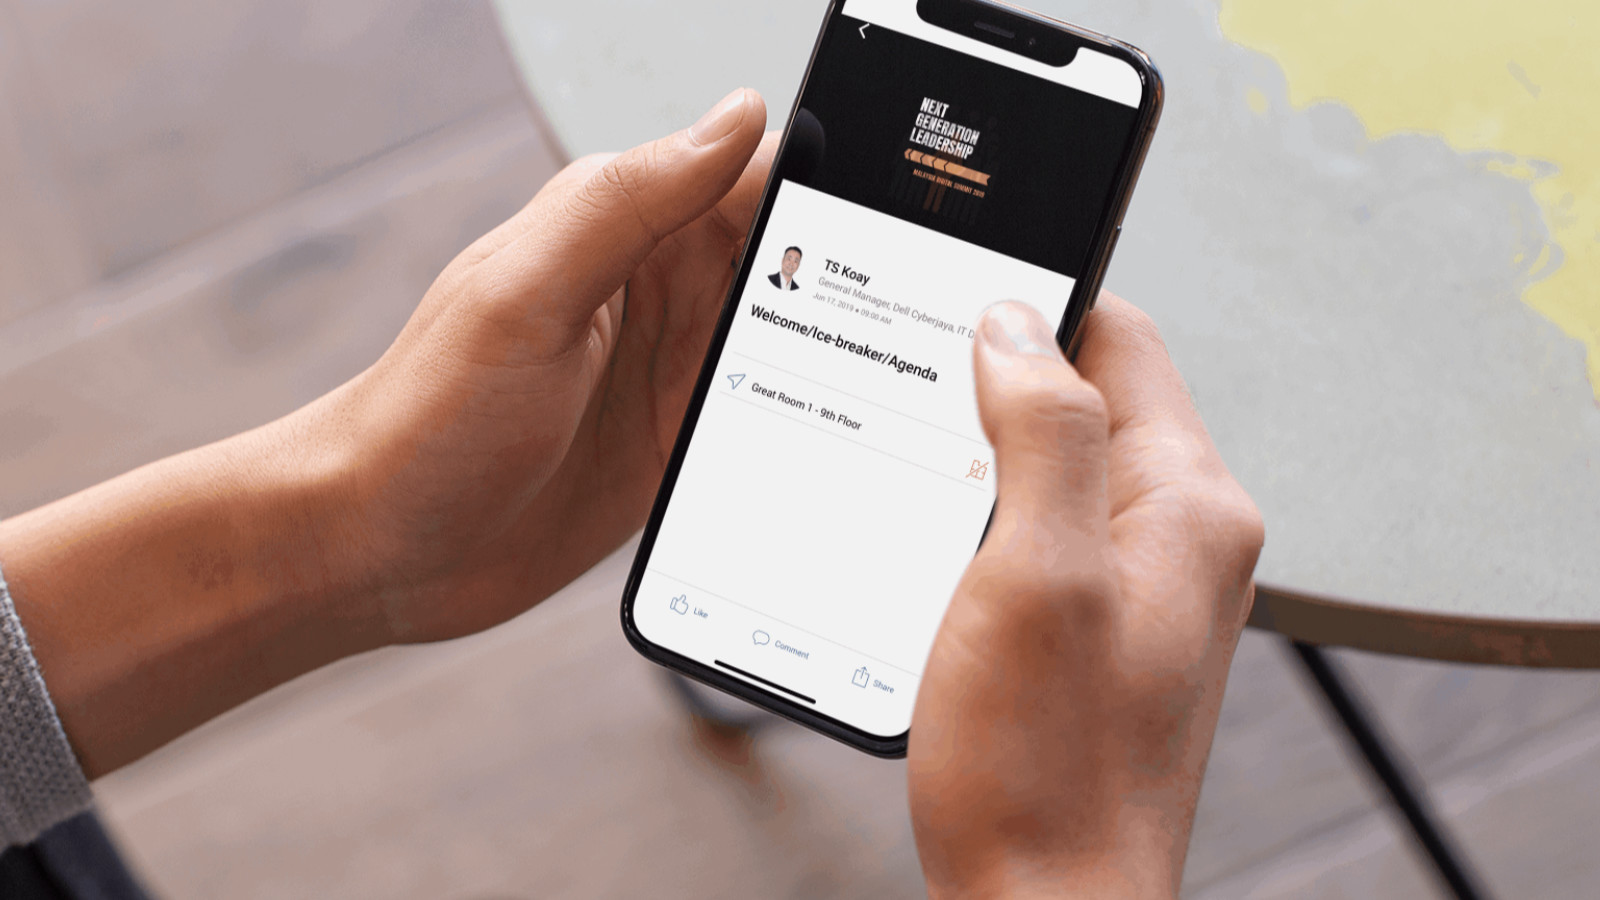 NEXT
GENERATION
LEADERSHIP
MALAYSIA DIGITAL SUMMIT 2019
TS Koay
General Manager, Dell Cyberjaya, IT D
Jun 17, 2019 • 09:00 AM
Welcome/Ice-breaker/Agenda
Great Room 1 - 9th Floor
Like
Comment
Share